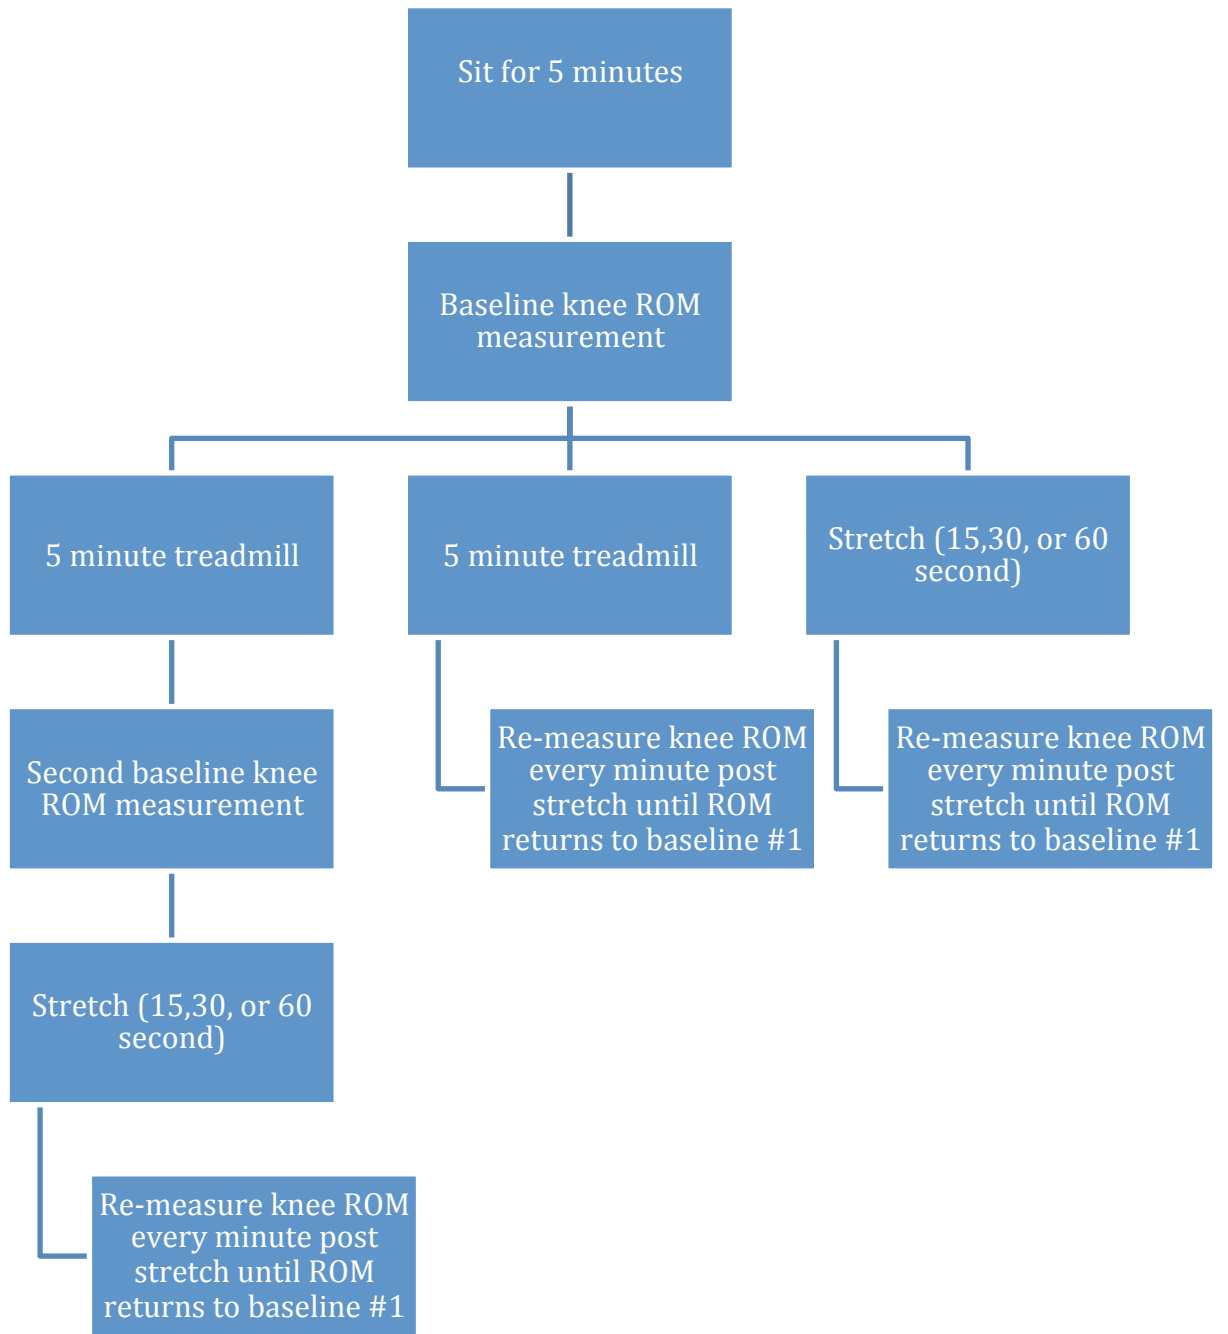 Sit for 5 minutes
Baseline knee ROM
measurement
5 minute treadmill
5 minute treadmill
Stretch (15,30, or 60
second)
Second baseline knee
ROM measurement
Re-measure knee ROM
every minute post
stretch until ROM
returns to baseline #1
Re-measure knee ROM
every minute post
stretch until ROM
returns to baseline #1
Stretch (15,30, or 60
second)
Re-measure knee ROM
every minute post
stretch until ROM
returns to baseline #1